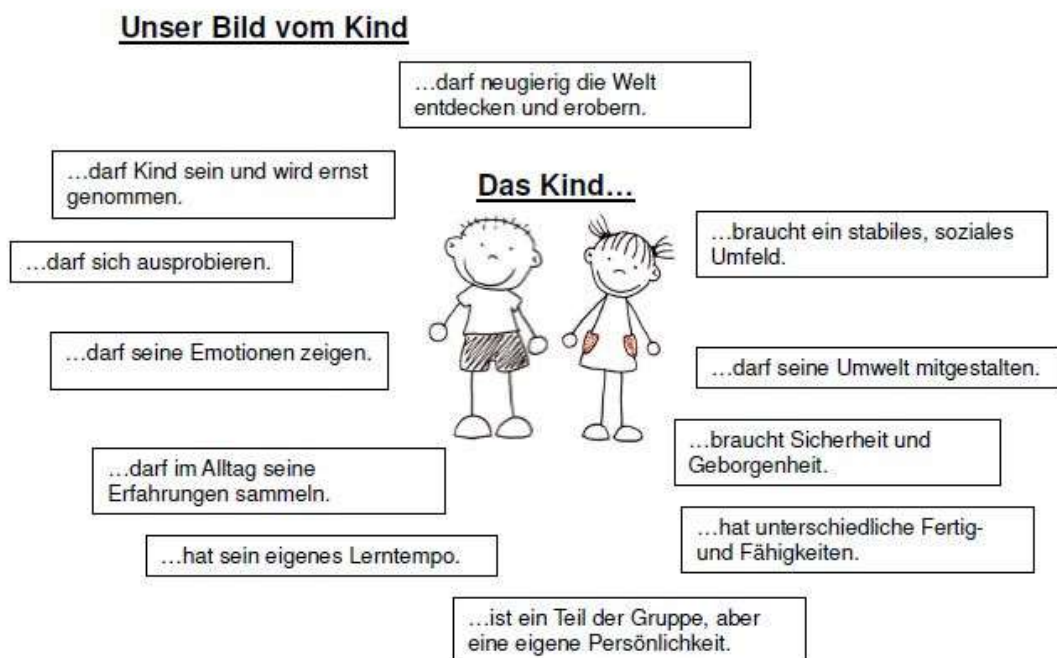 Unser Bild vom Kind
…darf neugierig die Welt
entdecken und erobern.
…darf Kind sein und wird ernst
genommen.
Das Kind…
…braucht ein stabiles, soziales
Umfeld.
…darf sich ausprobieren.
…darf seine Emotionen zeigen.
…darf seine Umwelt mitgestalten.
…braucht Sicherheit und
Geborgenheit.
…darf im Alltag seine
Erfahrungen sammeln.
…hat unterschiedliche Fertig-
und Fähigkeiten.
…hat sein eigenes Lerntempo.
…ist ein Teil der Gruppe, aber
eine eigene Persönlichkeit.